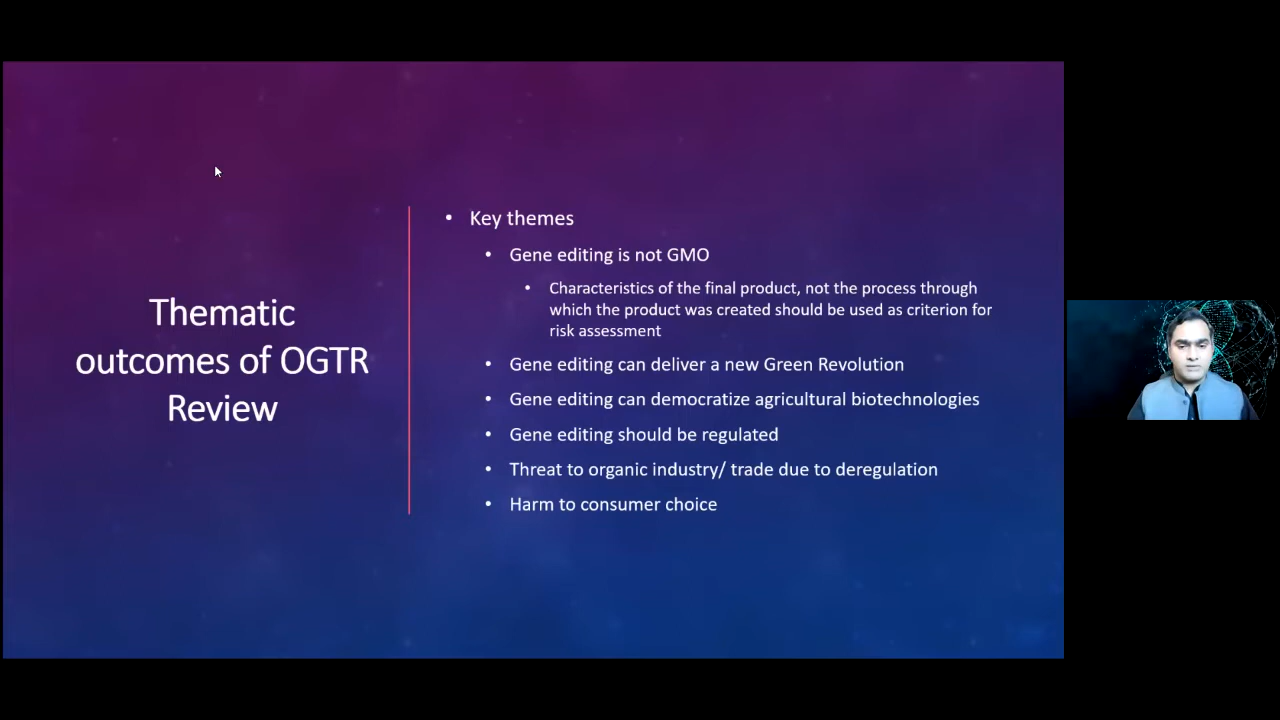 Thematic
outcomes of OGTR
Review
• Key themes
• Gene editing is not GMO
• Characteristics of the final product, not the process through
which the product was created should be used as criterion for
risk assessment
• Gene editing can deliver a new Green Revolution
• Gene editing can democratize agricultural biotechnologies
• Gene editing should be regulated
• Threat to organic industry/ trade due to deregulation
• Harm to consumer choice